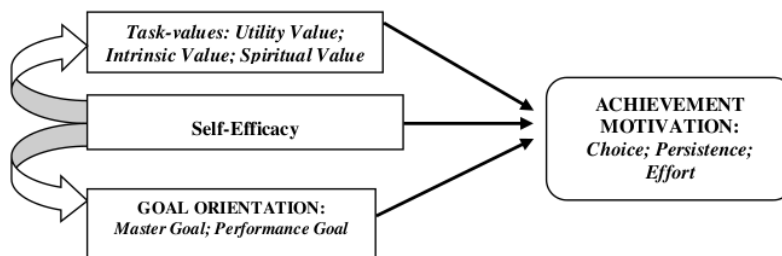 Task-values: Utility Value;
Intrinsic Value; Spiritual Value
Self-Efficacy
GOAL ORIENTATION:
Master Goal; Performance Goal
ACHIEVEMENT
MOTIVATION:
Choice; Persistence;
Effort